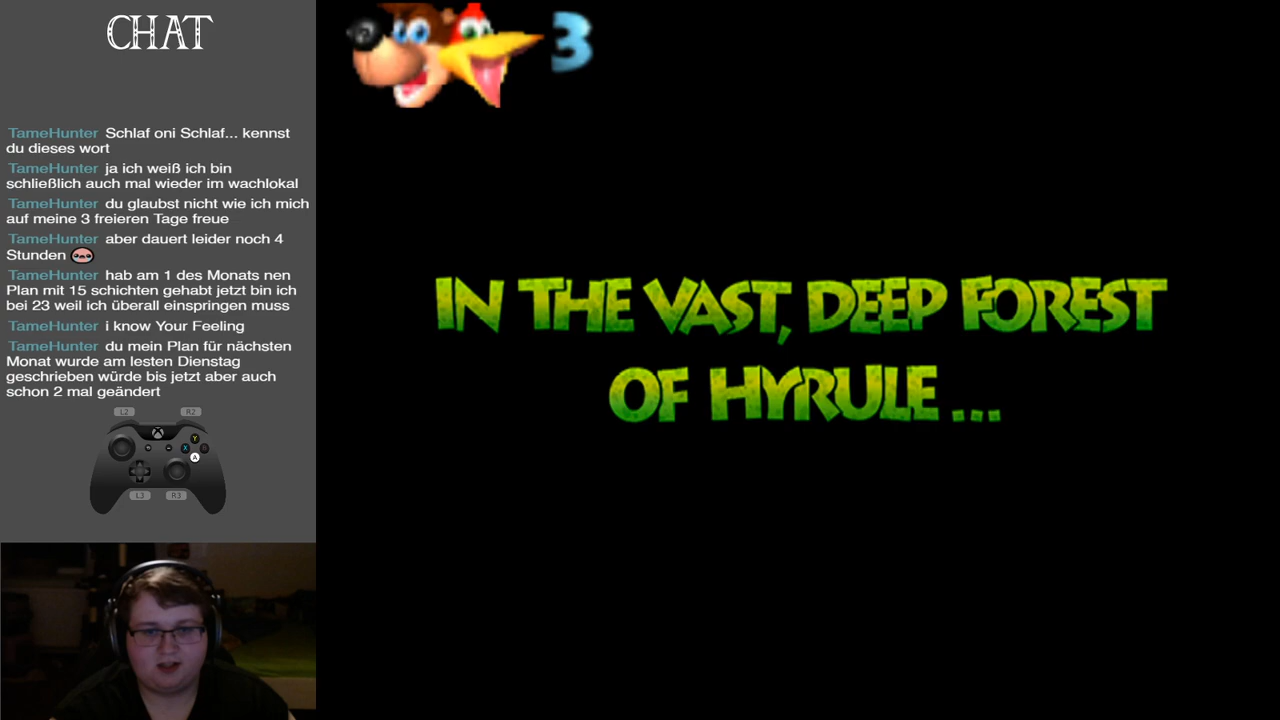 CHAT
TameHunter Schlaf oni Schlaf... kennst
du dieses wort
TameHunter ja ich weiß ich bin
schließlich auch mal wieder im wachlokal
TameHunter du glaubst nicht wie ich mich
auf meine 3 freieren Tage freue
TameHunter aber dauert leider noch 4
Stunden
TameHunter hab am 1 des Monats nen
Plan mit 15 schichten gehabt jetzt bin ich
bei 23 weil ich überall einspringen muss
TameHunter i know Your Feeling
TameHunter du mein Plan für nächsten
Monat wurde am lesten Dienstag
geschrieben würde bis jetzt aber auch
schon 2 mal geändert
L2 R2
Y
X
A
L3 R3
3
IN THE VAST, DEEP FOREST
OF HYRULE ...